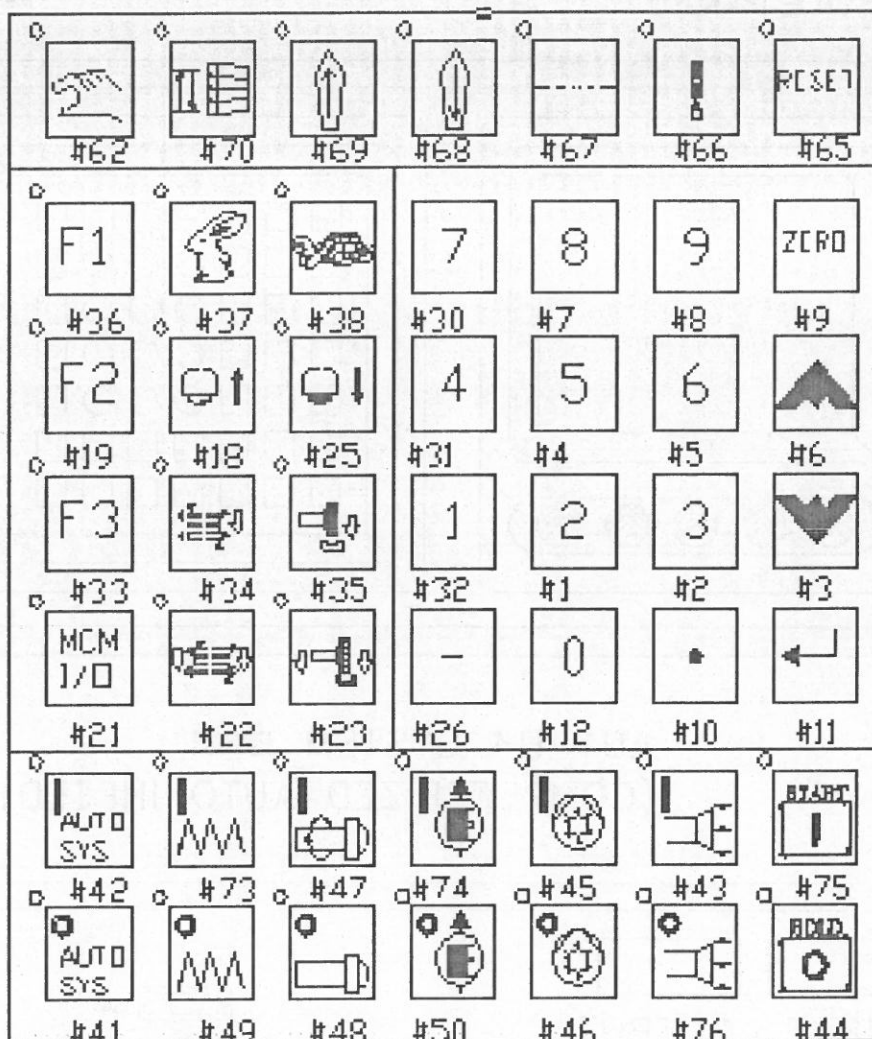 RESET
#62 #70 #69 #68 #67 #66 #65
F1 7 8 9 ZERO
#36 #37 #38 #30 #7 #8 #9
F2 4 5 6
#19 #18 #25 #31 #4 #5 #6
F3 1 2 3
#33 #34 #35 #32 #1 #2 #3
MCM
I/O - 0 .
#21 #22 #23 #26 #12 #10 #11
START
AUTO
SYS
#42 #73 #47 #74 #45 #43 #75
HOLD
AUTO
SYS
#41 #49 #48 #50 #46 #76 #44